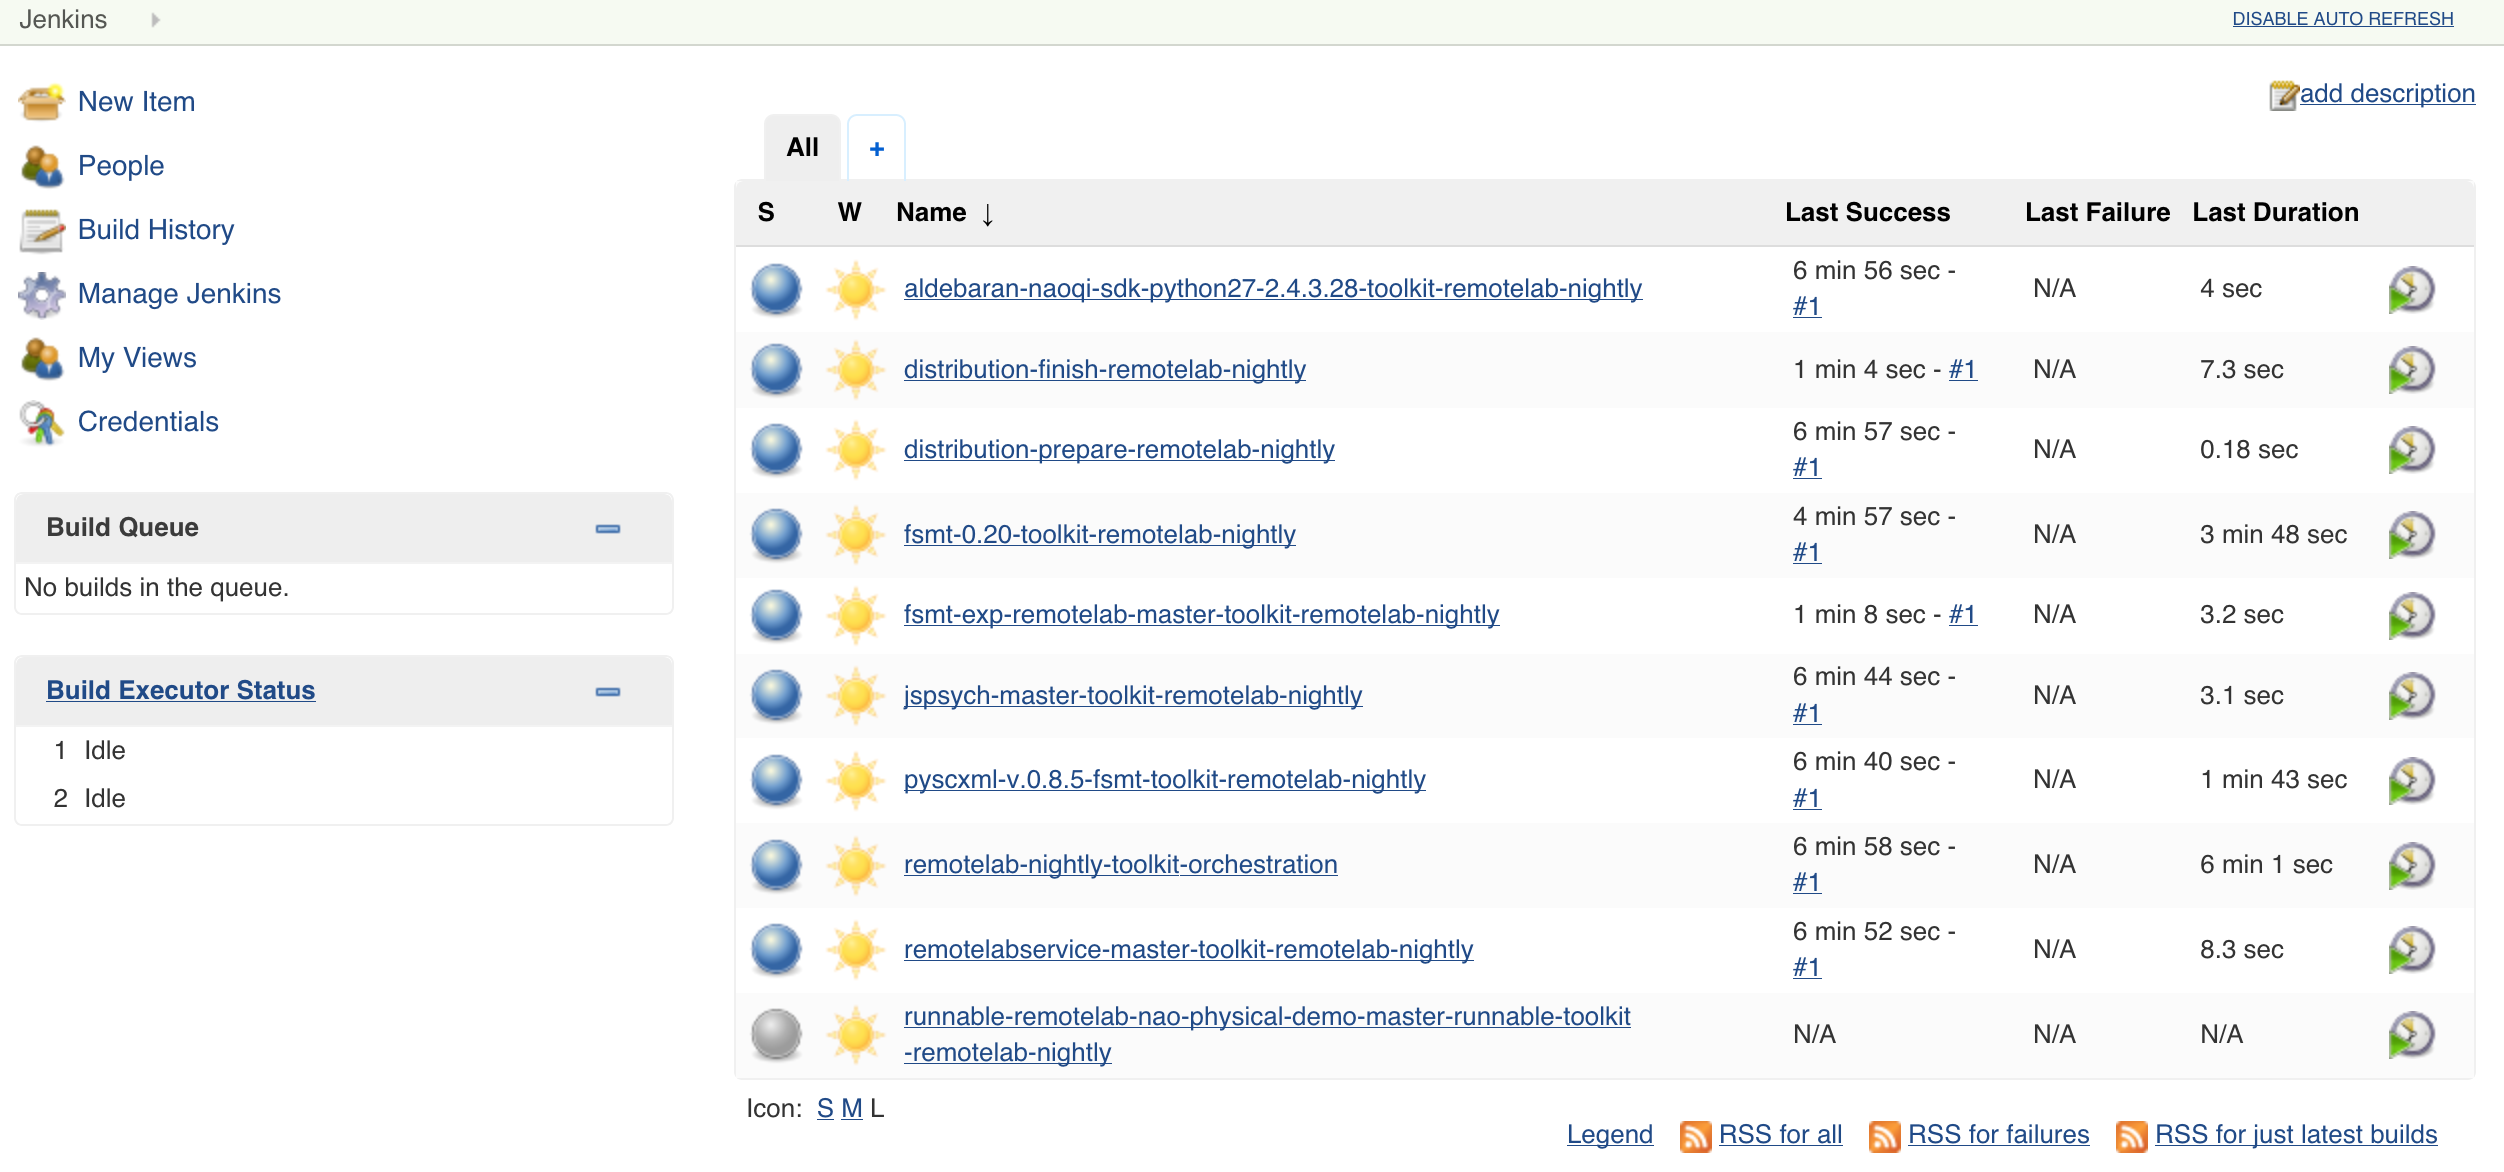 Jenkins
DISABLE AUTO REFRESH
New Item
People
Build History
Manage Jenkins
My Views
Credentials
Build Queue
No builds in the queue.
Build Executor Status
1 Idle
2 Idle
add description
All +
S W Name ↓ Last Success Last Failure Last Duration
aldebaran-naoqi-sdk-python27-2.4.3.28-toolkit-remotelab-nightly 6 min 56 sec - N/A 4 sec
#1
distribution-finish-remotelab-nightly 1 min 4 sec - #1 N/A 7.3 sec
distribution-prepare-remotelab-nightly 6 min 57 sec - N/A 0.18 sec
#1
fsmt-0.20-toolkit-remotelab-nightly 4 min 57 sec - N/A 3 min 48 sec
#1
fsmt-exp-remotelab-master-toolkit-remotelab-nightly 1 min 8 sec - #1 N/A 3.2 sec
jspsych-master-toolkit-remotelab-nightly 6 min 44 sec - N/A 3.1 sec
#1
pyscxml-v.0.8.5-fsmt-toolkit-remotelab-nightly 6 min 40 sec - N/A 1 min 43 sec
#1
remotelab-nightly-toolkit-orchestration 6 min 58 sec - N/A 6 min 1 sec
#1
remotelabservice-master-toolkit-remotelab-nightly 6 min 52 sec - N/A 8.3 sec
#1
runnable-remotelab-nao-physical-demo-master-runnable-toolkit
-remotelab-nightly N/A N/A N/A
Icon: S M L
Legend RSS for all RSS for failures RSS for just latest builds